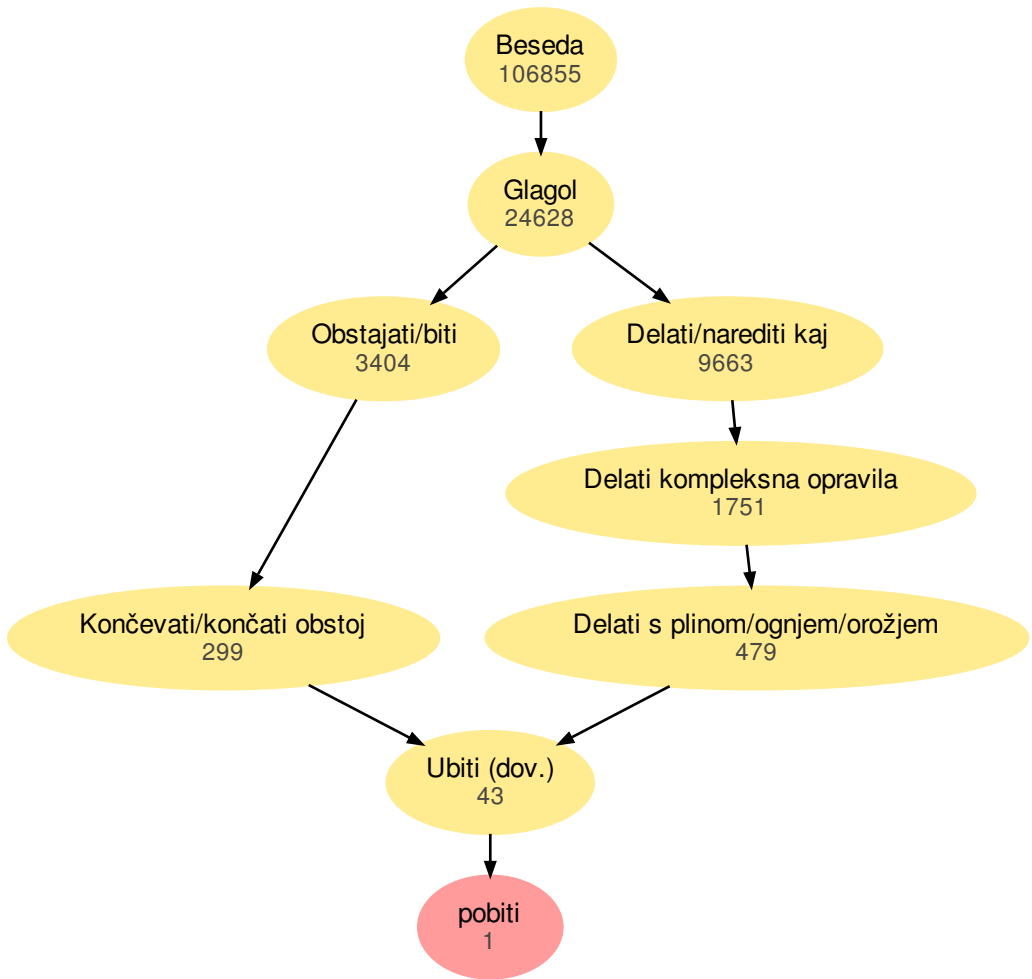 Beseda
106855
Glagol
24628
Obstajati/biti
3404
Delati/narediti kaj
9663
Delati kompleksna opravila
1751
Končevati/končati obstoj
299
Delati s plinom/ognjem/orožjem
479
Ubiti (dov.)
43
pobiti
1